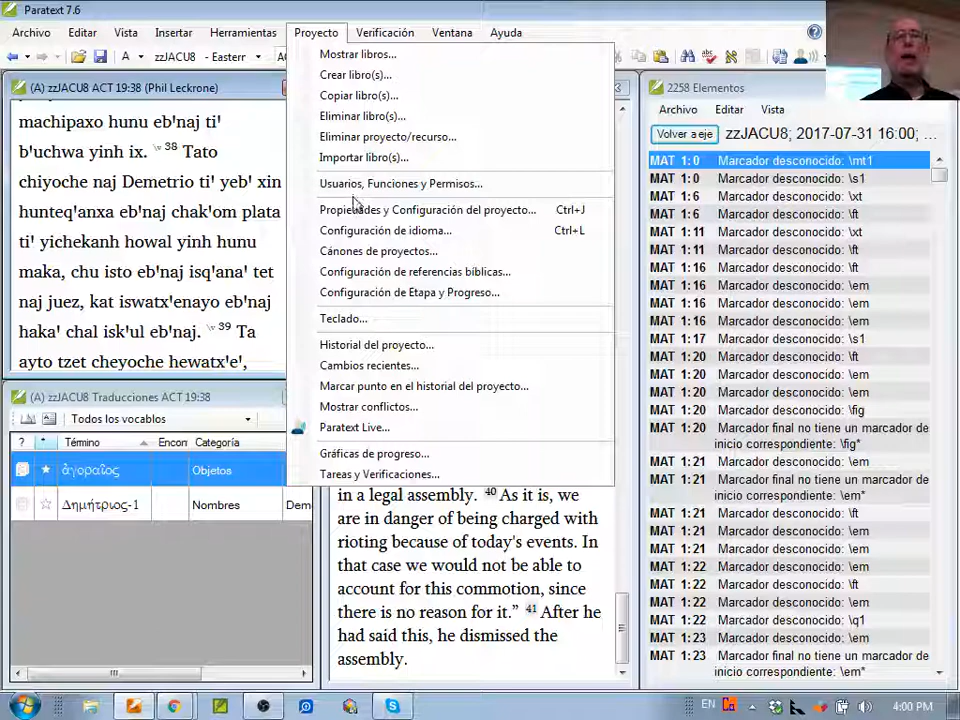 Paratext 7.6
Archivo Editar Vista Insertar Herramientas Proyecto Verificación Ventana Ayuda
zzJACU8 - Easterr ACT
(A) zzJACU8 ACT 19:38 (Phil Leckrone)
machipaxo hunu eb'naj ti'
b'uchwa yinh ix. 38 Tato
chiyoche naj Demetrio ti' yeb' xin
hunteq'anxa eb'naj chak'om plata
ti' yichekanh howal yinh hunu
maka, chu isto eb'naj isq'ana' tet
naj juez, kat iswatx'enayo eb'naj
haka' chal isk'ul eb'naj. 39 Ta
ayto tzet cheyoche hewatx'e',
Mostrar libros...
Crear libro(s)...
Copiar libro(s)...
Eliminar libro(s)...
Eliminar proyecto/recurso...
Importar libro(s)...
Usuarios, Funciones y Permisos...
Propiedades y Configuración del proyecto... Ctrl+J
Configuración de idioma... Ctrl+L
Cánones de proyectos...
Configuración de referencias bíblicas...
Configuración de Etapa y Progreso...
Teclado...
Historial del proyecto...
Cambios recientes...
Marcar punto en el historial del proyecto...
Mostrar conflictos...
Paratext Live...
Gráficas de progreso...
Tareas y Verificaciones...
(A) zzJACU8 Traducciones ACT 19:38
Todos los vocablos
? * Término Encon Categoría
ἀγοραῖος Objetos
Δημήτριος-1 Nombres Dem
in a legal assembly. 40 As it is, we
are in danger of being charged with
rioting because of today's events. In
that case we would not be able to
account for this commotion, since
there is no reason for it.” 41 After he
had said this, he dismissed the
assembly.
2258 Elementos
Archivo Editar Vista
Volver a eje zzJACU8; 2017-07-31 16:00; ...
MAT 1:0 Marcador desconocido: \mt1
MAT 1:0 Marcador desconocido: \s1
MAT 1:6 Marcador desconocido: \xt
MAT 1:6 Marcador desconocido: \ft
MAT 1:11 Marcador desconocido: \xt
MAT 1:11 Marcador desconocido: \ft
MAT 1:16 Marcador desconocido: \ft
MAT 1:16 Marcador desconocido: \em
MAT 1:16 Marcador desconocido: \ft
MAT 1:16 Marcador desconocido: \em
MAT 1:17 Marcador desconocido: \s1
MAT 1:20 Marcador desconocido: \ft
MAT 1:20 Marcador desconocido: \em
MAT 1:20 Marcador desconocido: \em
MAT 1:20 Marcador desconocido: \fig
MAT 1:20 Marcador final no tiene un marcador de
inicio correspondiente: \fig*
MAT 1:21 Marcador desconocido: \em
MAT 1:21 Marcador final no tiene un marcador de
inicio correspondiente: \em*
MAT 1:21 Marcador desconocido: \ft
MAT 1:21 Marcador desconocido: \em
MAT 1:21 Marcador desconocido: \em
MAT 1:22 Marcador desconocido: \em
MAT 1:22 Marcador desconocido: \ft
MAT 1:22 Marcador desconocido: \em
MAT 1:22 Marcador desconocido: \q1
MAT 1:23 Marcador desconocido: \em
MAT 1:23 Marcador final no tiene un marcador de
inicio correspondiente: \em*
EN 4:00 PM